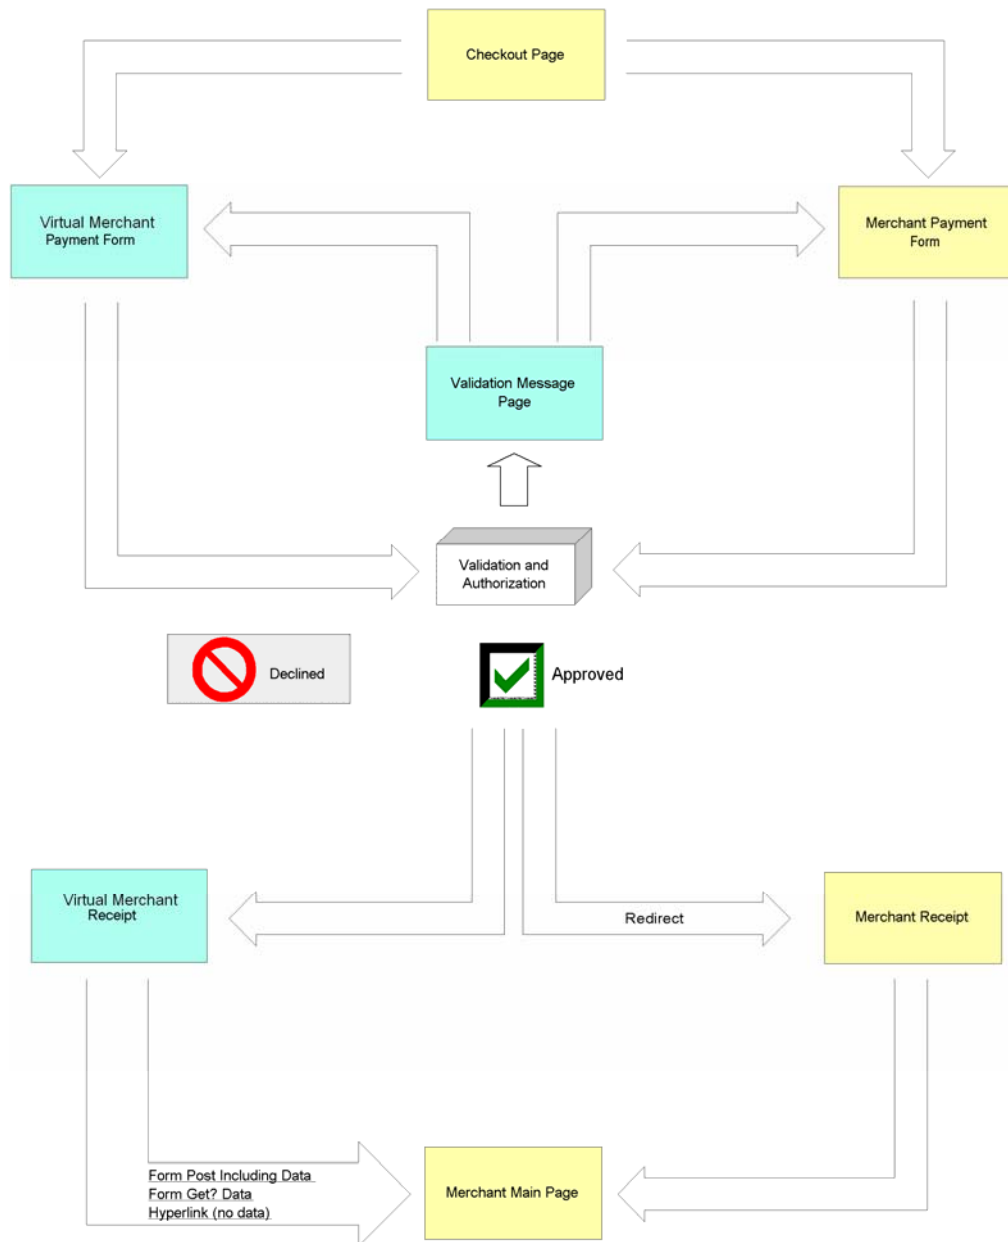 Checkout Page
Virtual Merchant
Payment Form
Merchant Payment
Form
Validation Message
Page
Validation and
Authorization
Declined
Approved
Virtual Merchant
Receipt
Redirect
Merchant Receipt
Form Post Including Data
Form Get? Data
Hyperlink (no data)
Merchant Main Page